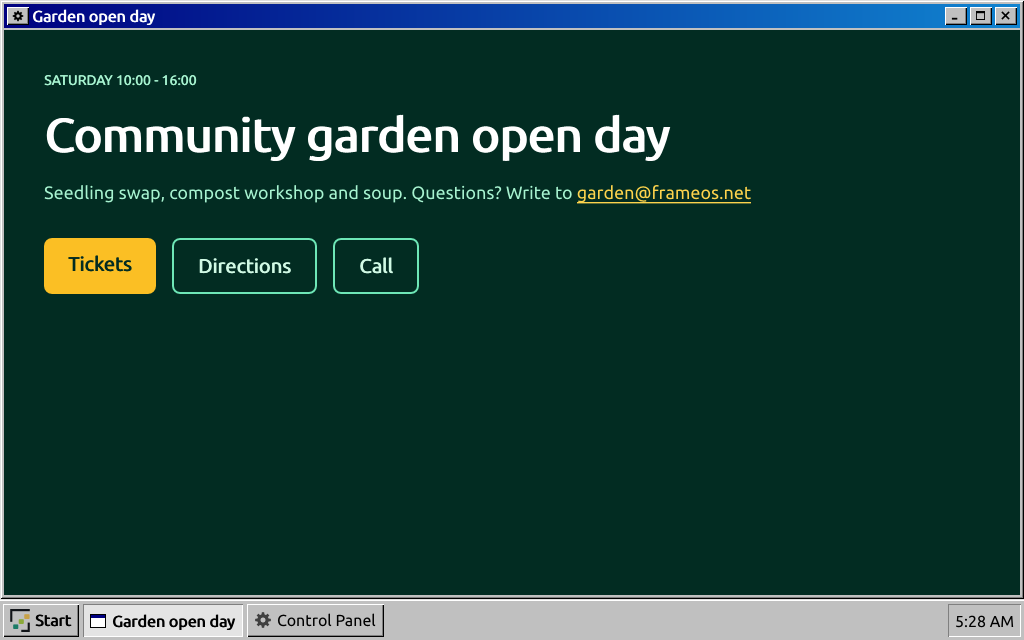 Garden open day
SATURDAY 10:00 - 16:00
Community garden open day
Seedling swap, compost workshop and soup. Questions? Write to garden@frameos.net
Tickets
Directions
Call
Start
Garden open day
Control Panel
5:28 AM